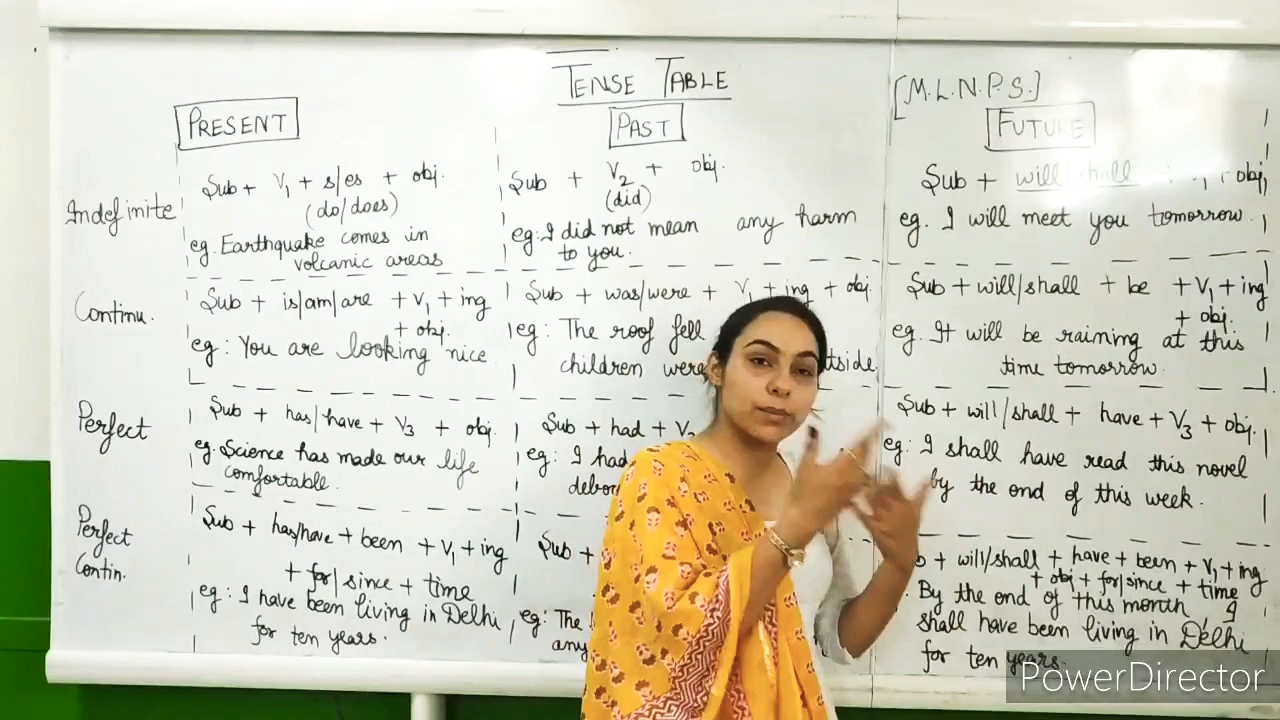 TENSE TABLE
[M.L.N.P.S.]
PRESENT
PAST
FUTURE
Indefinite
Sub + V1 + s/es + obj.
(do/does)
eg. Earthquake comes in
volcanic areas
Sub + V2 + obj.
(did)
eg: I did not mean any harm
to you.
Sub + will/shall + V1 + obj.
eg. I will meet you tomorrow.
Continu.
Sub + is/am/are + V1 + ing
+ obj.
eg: You are looking nice.
Sub + was/were + V1 + ing + obj.
eg: The roof fell
children were
Sub + will/shall + be + V1 + ing
+ obj.
eg. It will be raining at this
time tomorrow.
Perfect
Sub + has/have + V3 + obj.
eg Science has made our life
comfortable.
Sub + had + V3
eg: I had
Sub + will/shall + have + V3 + obj.
eg: I shall have read this novel
by the end of this week.
Perfect
Contin.
Sub + has/have + been + V1 + ing
+ for/since + time
eg: I have been living in Delhi
for ten years.
Sub +
eg: The
+ will/shall + have + been + V1 + ing
+ obj + for/since + time
By the end of this month, I
shall have been living in Delhi
for ten years.
PowerDirector